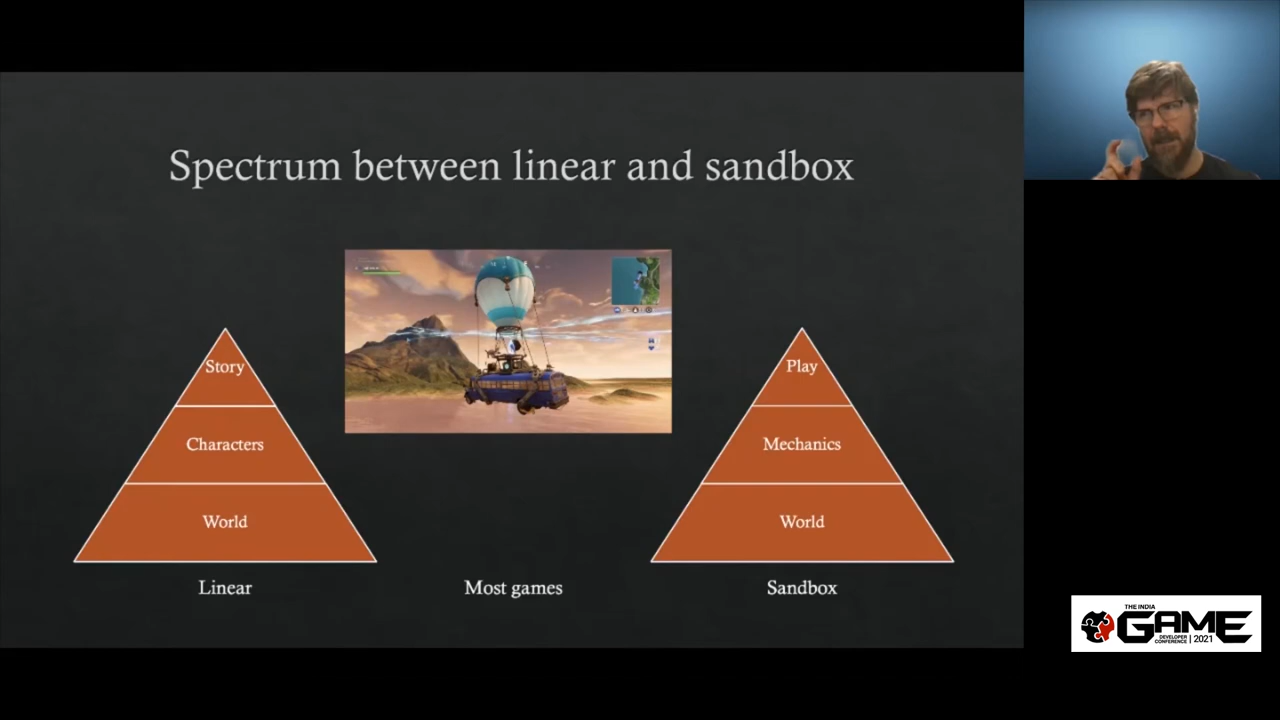 Spectrum between linear and sandbox
Story
Characters
World
Linear
Most games
Play
Mechanics
World
Sandbox
THE INDIA
GAME
DEVELOPER
CONFERENCE | 2021